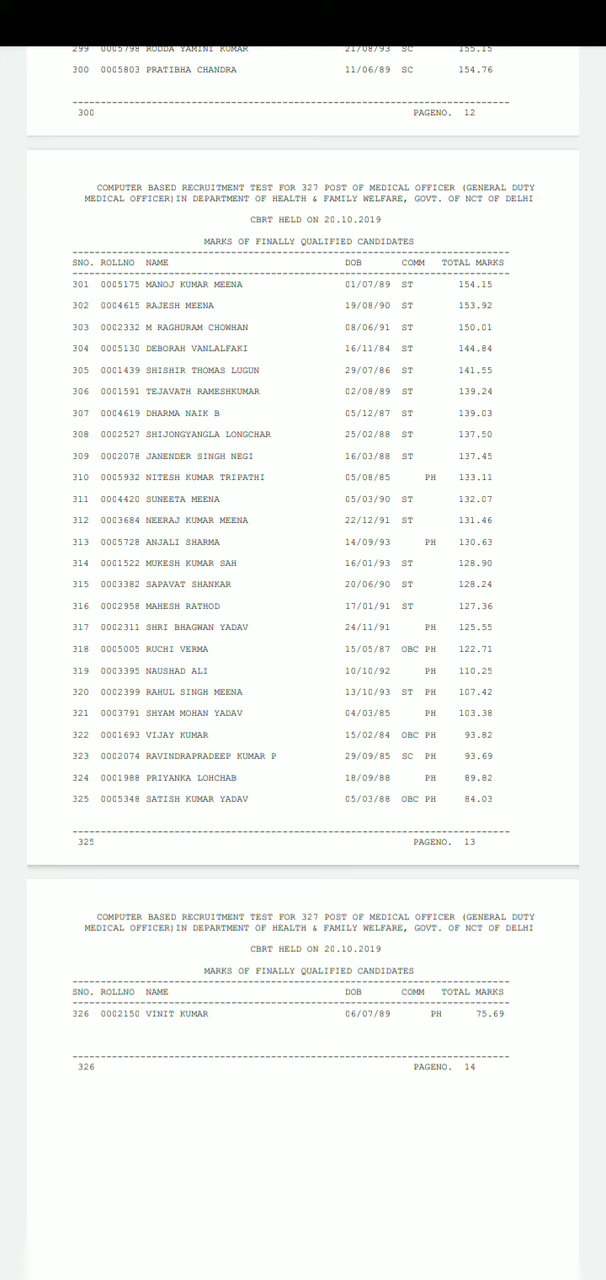 299 0005798 RODDA YAMINI KUMAR 21/08/93 SC 155.15
300 0005803 PRATIBHA CHANDRA 11/06/89 SC 154.76
--------------------------------------------------------------------------
300 PAGENO. 12
COMPUTER BASED RECRUITMENT TEST FOR 327 POST OF MEDICAL OFFICER (GENERAL DUTY
MEDICAL OFFICER)IN DEPARTMENT OF HEALTH & FAMILY WELFARE, GOVT. OF NCT OF DELHI
CBRT HELD ON 20.10.2019
MARKS OF FINALLY QUALIFIED CANDIDATES
--------------------------------------------------------------------------
SNO. ROLLNO NAME DOB COMM TOTAL MARKS
--------------------------------------------------------------------------
301 0005175 MANOJ KUMAR MEENA 01/07/89 ST 154.15
302 0004615 RAJESH MEENA 19/08/90 ST 153.92
303 0002332 M RAGHURAM CHOWHAN 08/06/91 ST 150.01
304 0005130 DEBORAH VANLALFAKI 16/11/84 ST 144.84
305 0001439 SHISHIR THOMAS LUGUN 29/07/86 ST 141.55
306 0001591 TEJAVATH RAMESHKUMAR 02/08/89 ST 139.24
307 0004619 DHARMA NAIK B 05/12/87 ST 139.03
308 0002527 SHIJONGYANGLA LONGCHAR 25/02/88 ST 137.50
309 0002078 JANENDER SINGH NEGI 16/03/88 ST 137.45
310 0005932 NITESH KUMAR TRIPATHI 05/08/85 PH 133.11
311 0004420 SUNEETA MEENA 05/03/90 ST 132.07
312 0003684 NEERAJ KUMAR MEENA 22/12/91 ST 131.46
313 0005728 ANJALI SHARMA 14/09/93 PH 130.63
314 0001522 MUKESH KUMAR SAH 16/01/93 ST 128.90
315 0003382 SAPAVAT SHANKAR 20/06/90 ST 128.24
316 0002958 MAHESH RATHOD 17/01/91 ST 127.36
317 0002311 SHRI BHAGWAN YADAV 24/11/91 PH 125.55
318 0005005 RUCHI VERMA 15/05/87 OBC PH 122.71
319 0003395 NAUSHAD ALI 10/10/92 PH 110.25
320 0002399 RAHUL SINGH MEENA 13/10/93 ST PH 107.42
321 0003791 SHYAM MOHAN YADAV 04/03/85 PH 103.38
322 0001693 VIJAY KUMAR 15/02/84 OBC PH 93.82
323 0002074 RAVINDRAPRADEEP KUMAR P 29/09/85 SC PH 93.69
324 0001988 PRIYANKA LOHCHAB 18/09/88 PH 89.82
325 0005348 SATISH KUMAR YADAV 05/03/88 OBC PH 84.03
--------------------------------------------------------------------------
325 PAGENO. 13
COMPUTER BASED RECRUITMENT TEST FOR 327 POST OF MEDICAL OFFICER (GENERAL DUTY
MEDICAL OFFICER)IN DEPARTMENT OF HEALTH & FAMILY WELFARE, GOVT. OF NCT OF DELHI
CBRT HELD ON 20.10.2019
MARKS OF FINALLY QUALIFIED CANDIDATES
--------------------------------------------------------------------------
SNO. ROLLNO NAME DOB COMM TOTAL MARKS
--------------------------------------------------------------------------
326 0002150 VINIT KUMAR 06/07/89 PH 75.69
--------------------------------------------------------------------------
326 PAGENO. 14